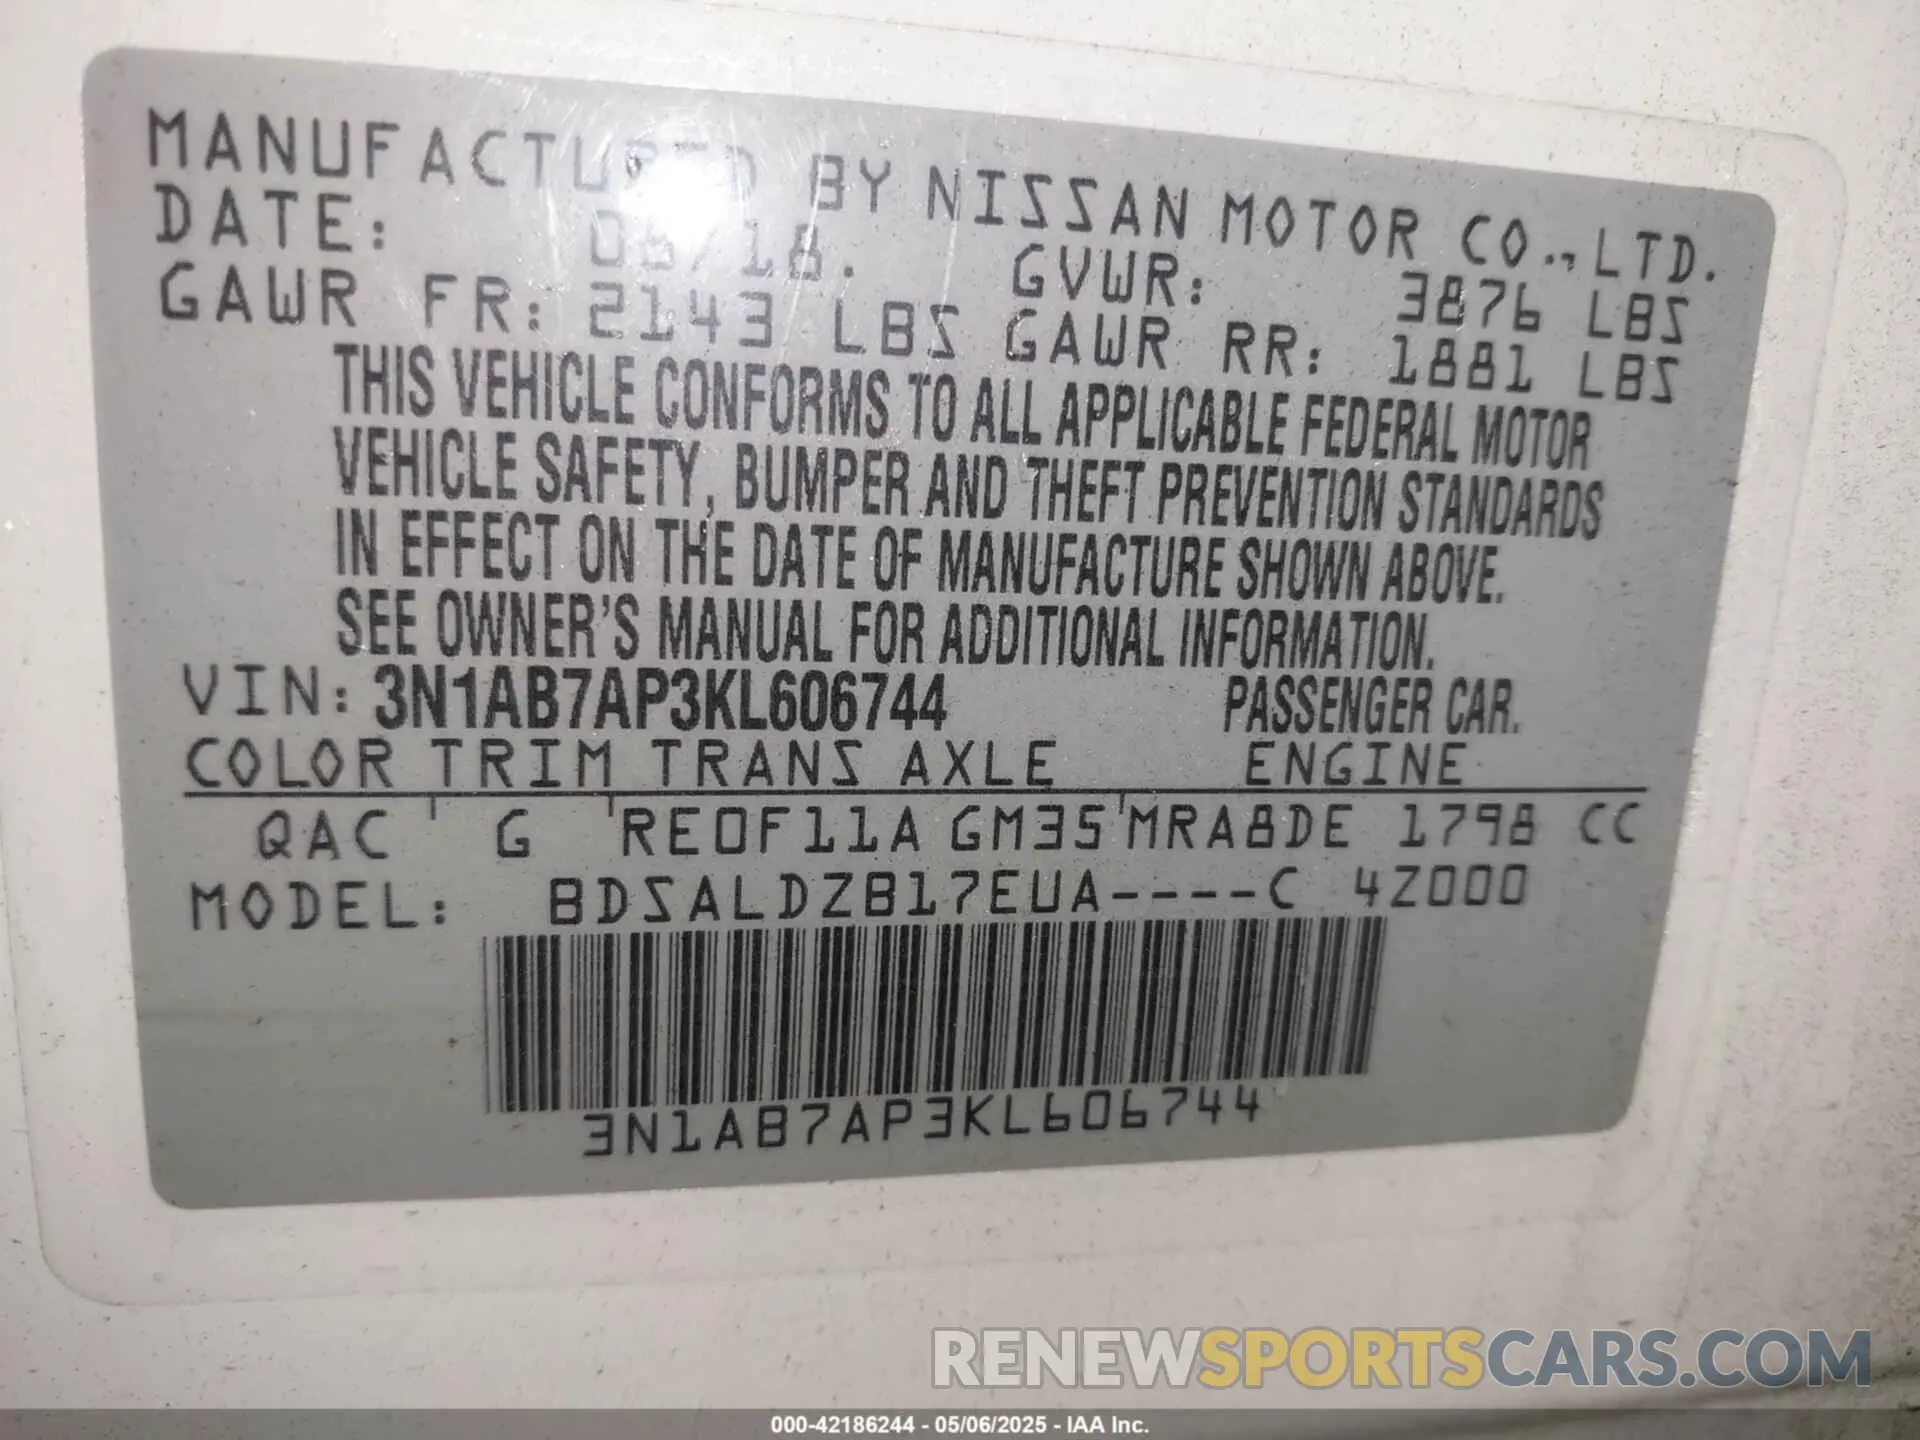 MANUFACTURED BY NISSAN MOTOR CO.,LTD.
DATE: 08/18. GVWR: 3876 LBS
GAWR FR: 2143 LBS GAWR RR: 1881 LBS
THIS VEHICLE CONFORMS TO ALL APPLICABLE FEDERAL MOTOR
VEHICLE SAFETY, BUMPER AND THEFT PREVENTION STANDARDS
IN EFFECT ON THE DATE OF MANUFACTURE SHOWN ABOVE.
SEE OWNER'S MANUAL FOR ADDITIONAL INFORMATION.
VIN: 3N1AB7AP3KL606744 PASSENGER CAR.
COLOR TRIM TRANS AXLE ENGINE
QAC G RE0F11A GM35 MRA8DE 1798 CC
MODEL: BDSALDZB17EUA----C 4Z000
3N1AB7AP3KL606744
RENEWSPORTSCARS.COM
000-42186244 - 05/06/2025 - IAA Inc.